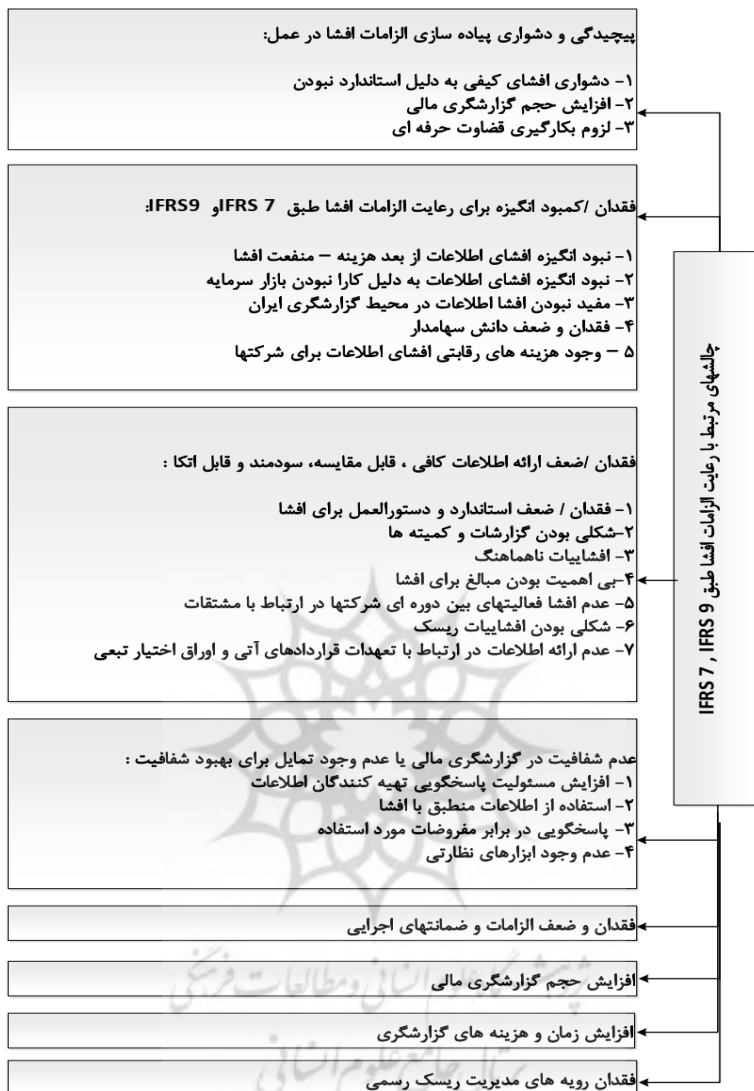 پیچیدگی و دشواری پیاده سازی الزامات افشا در عمل:
۱- دشواری افشای کیفی به دلیل استاندارد نبودن
۲- افزایش حجم گزارشگری مالی
۳- لزوم بکارگیری قضاوت حرفه ای
فقدان /کمبود انگیزه برای رعایت الزامات افشا طبق IFRS 7 و IFRS9:
۱- نبود انگیزه افشای اطلاعات از بعد هزینه – منفعت افشا
۲- نبود انگیزه افشای اطلاعات به دلیل کارا نبودن بازار سرمایه
۳- مفید نبودن افشا اطلاعات در محیط گزارشگری ایران
۴- فقدان و ضعف دانش سهامدار
۵ – وجود هزینه های رقابتی افشای اطلاعات برای شرکتها
چالشهای مرتبط با رعایت الزامات افشا طبق IFRS 7 , IFRS 9
فقدان /ضعف ارائه اطلاعات کافی ، قابل مقایسه، سودمند و قابل اتکا :
۱- فقدان / ضعف استاندارد و دستورالعمل برای افشا
۲-شکلی بودن گزارشات و کمیته ها
۳- افشاییات ناهماهنگ
۴-بی اهمیت بودن مبالغ برای افشا
۵- عدم افشا فعالیتهای بین دوره ای شرکتها در ارتباط با مشتقات
۶- شکلی بودن افشاییات ریسک
۷- عدم ارائه اطلاعات در ارتباط با تعهدات قراردادهای آتی و اوراق اختیار تبعی
عدم شفافیت در گزارشگری مالی یا عدم وجود تمایل برای بهبود شفافیت :
۱- افزایش مسئولیت پاسخگویی تهیه کنندگان اطلاعات
۲- استفاده از اطلاعات منطبق با افشا
۳- پاسخگویی در برابر مفروضات مورد استفاده
۴- عدم وجود ابزارهای نظارتی
فقدان و ضعف الزامات و ضمانتهای اجرایی
افزایش حجم گزارشگری مالی
پژوهشگاه علوم انسانی و مطالعات فرهنگی
افزایش زمان و هزینه های گزارشگری
پرتال جامع علوم انسانی
فقدان رویه های مدیریت ریسک رسمی